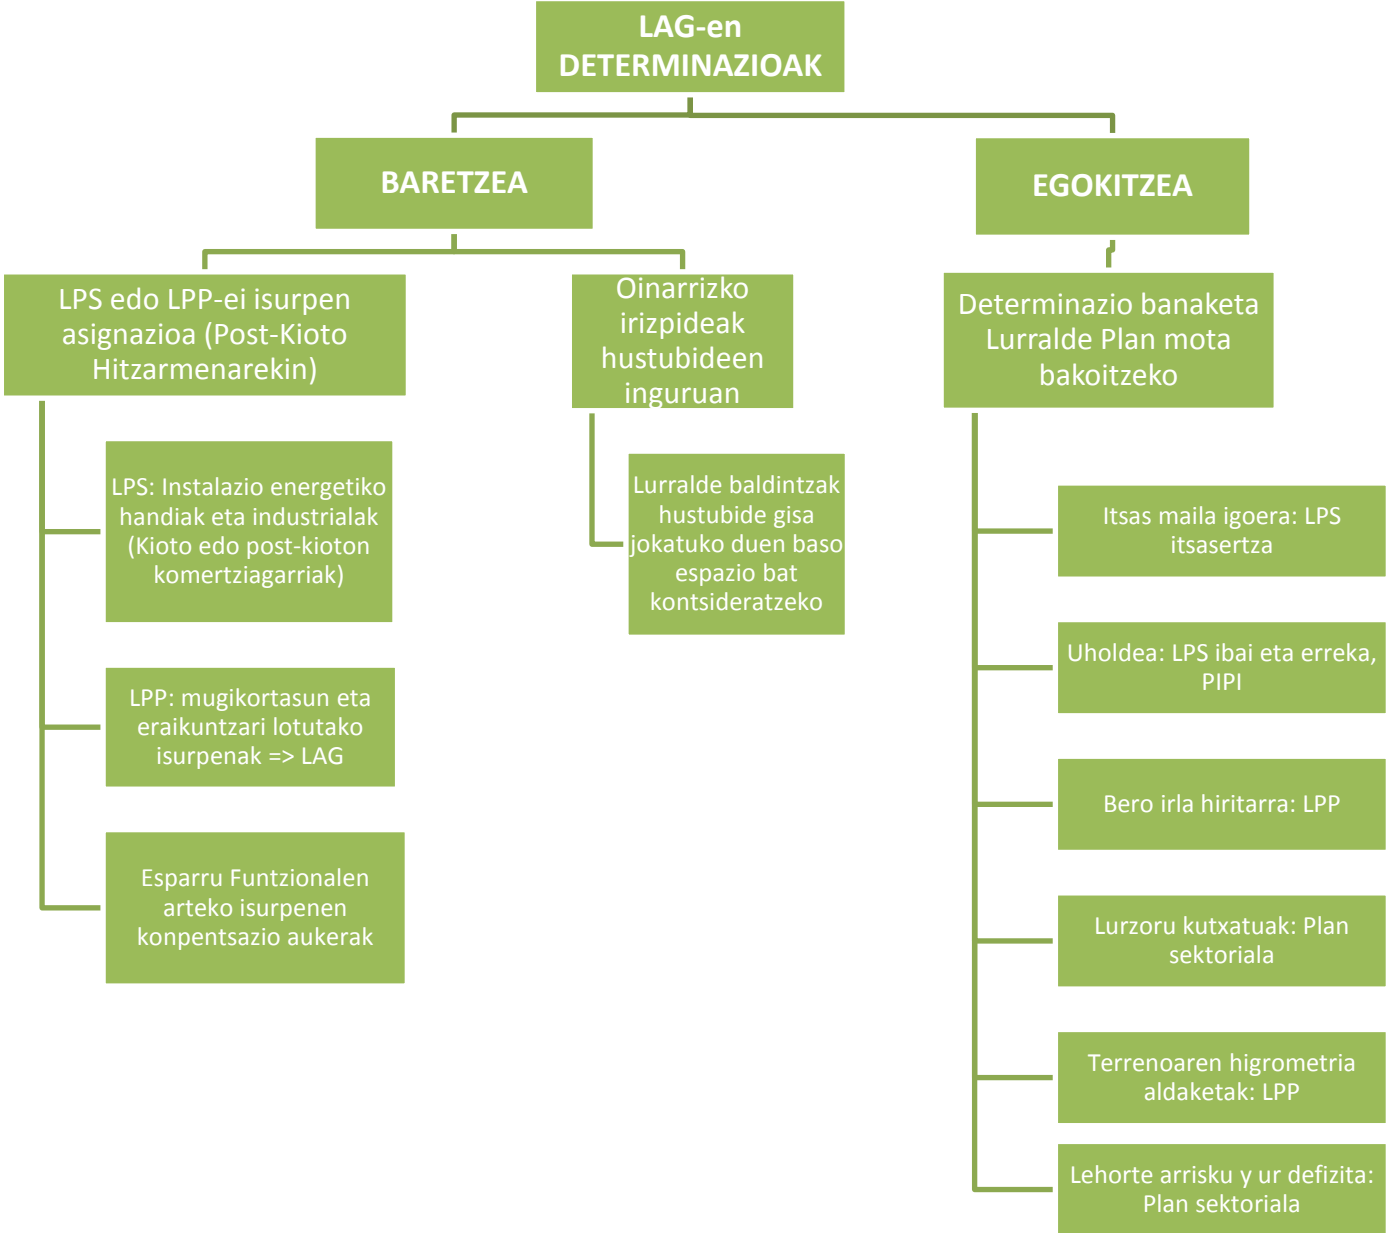 LAG-en
DETERMINAZIOAK
BARETZEA
EGOKITZEA
LPS edo LPP-ei isurpen
asignazioa (Post-Kioto
Hitzarmenarekin)
Oinarrizko
irizpideak
hustubideen
inguruan
Determinazio banaketa
Lurralde Plan mota
bakoitzeko
LPS: Instalazio energetiko
handiak eta industrialak
(Kioto edo post-kioton
komertziagarriak)
LPP: mugikortasun eta
eraikuntzari lotutako
isurpenak => LAG
Esparru Funtzionalen
arteko isurpenen
konpentsazio aukerak
Lurralde baldintzak
hustubide gisa
jokatuko duen baso
espazio bat
kontsideratzeko
Itsas maila igoera: LPS
itsasertza
Uholdea: LPS ibai eta erreka,
PIPI
Bero irla hiritarra: LPP
Lurzoru kutxatuak: Plan
sektoriala
Terrenoaren higrometria
aldaketak: LPP
Lehorte arrisku y ur defizita:
Plan sektoriala